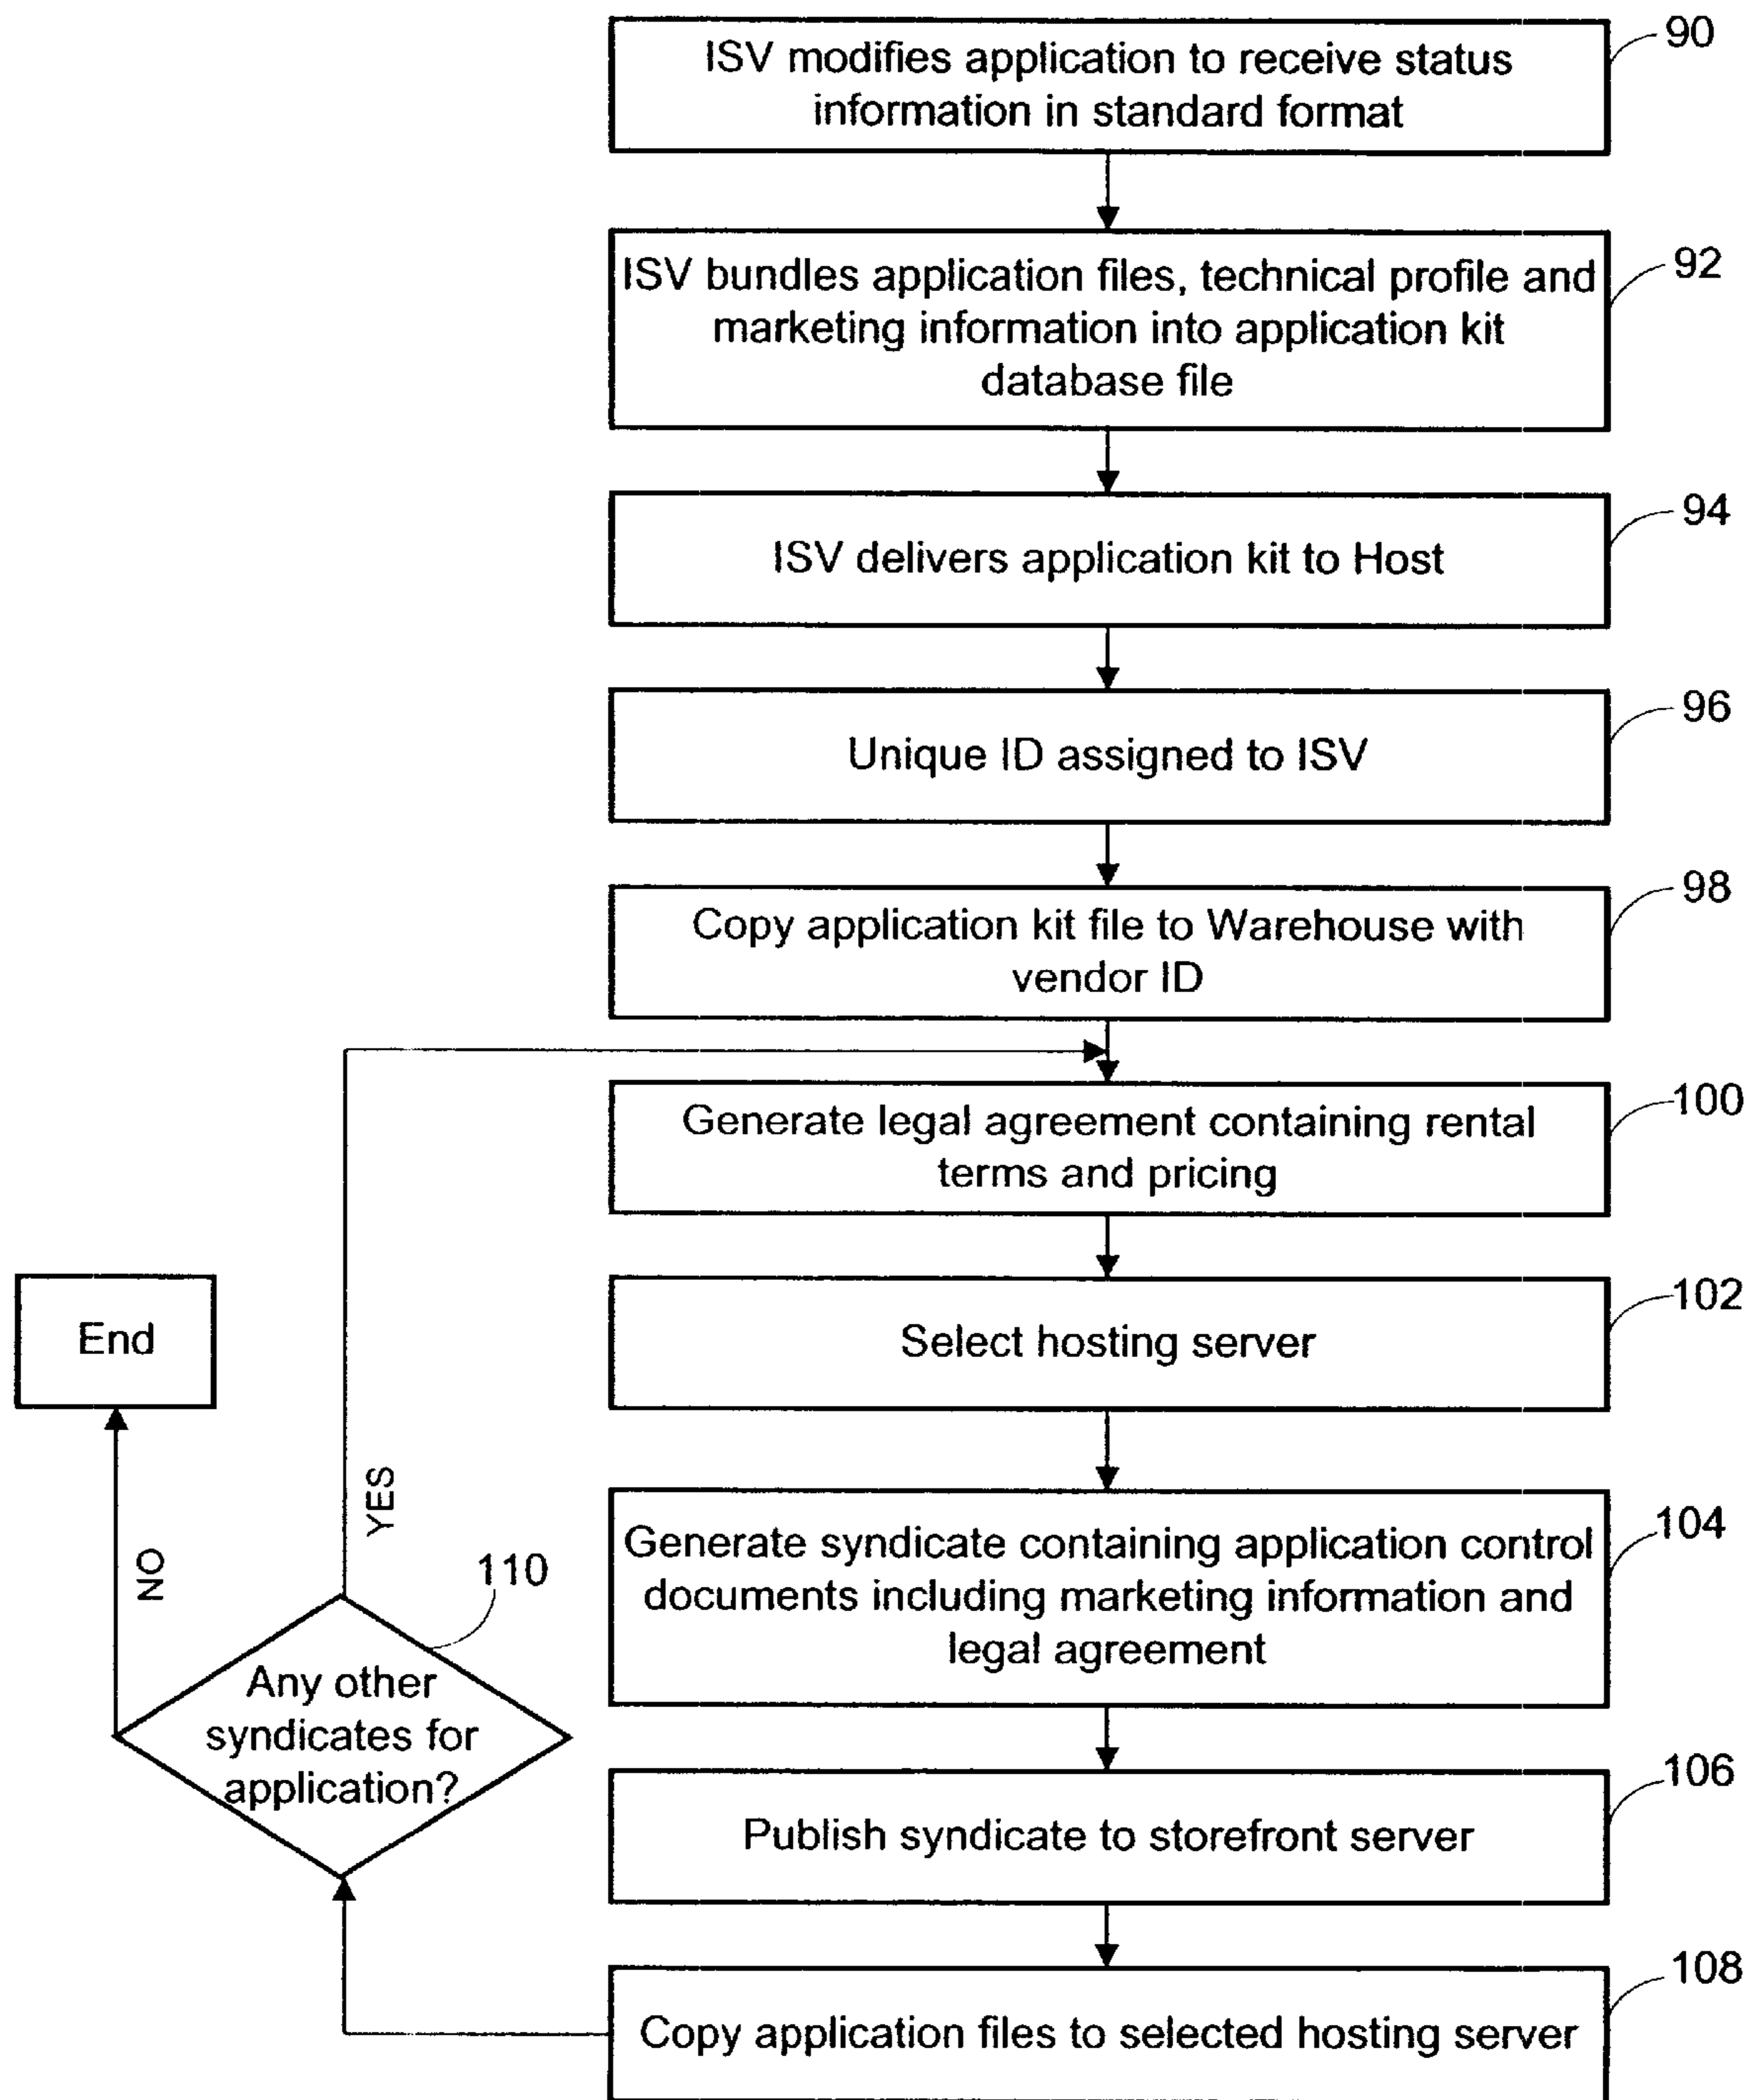 90
ISV modifies application to receive status
information in standard format
92
ISV bundles application files, technical profile and
marketing information into application kit
database file
94
ISV delivers application kit to Host
96
Unique ID assigned to ISV
98
Copy application kit file to Warehouse with
vendor ID
100
Generate legal agreement containing rental
terms and pricing
102
Select hosting server
End
YES
NO
104
Generate syndicate containing application control
documents including marketing information and
legal agreement
110
Any other
syndicates for
application?
106
Publish syndicate to storefront server
108
Copy application files to selected hosting server